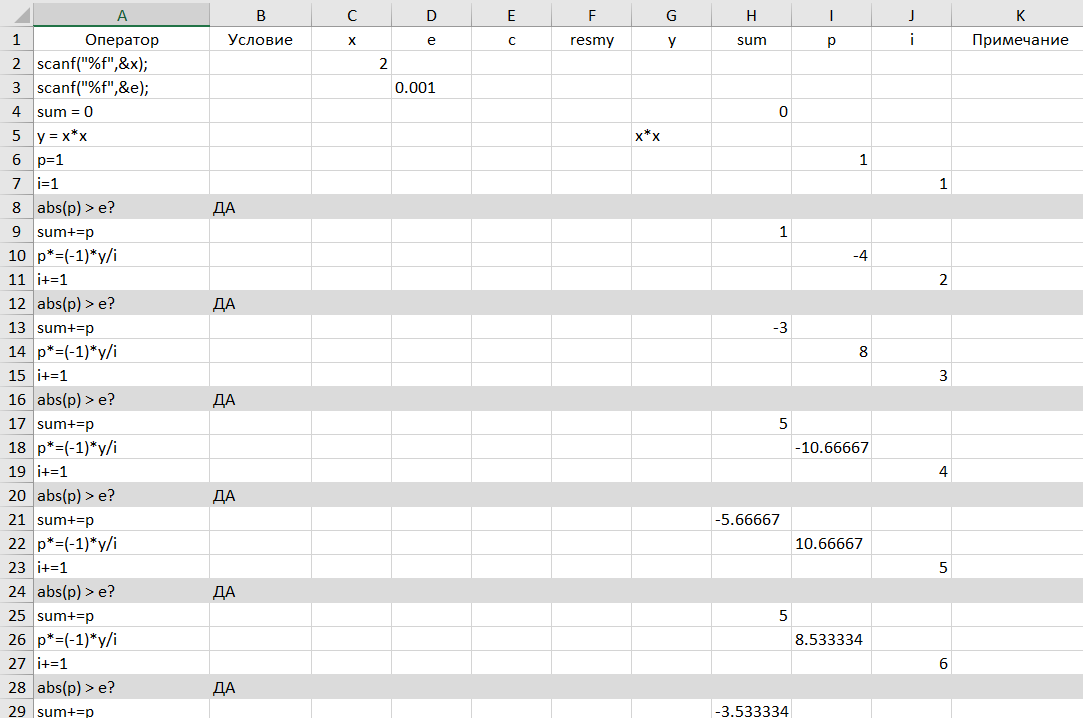 A B C D E F G H I J K
1 Оператор Условие x e c resmy y sum p i Примечание
2 scanf("%f",&x); 2
3 scanf("%f",&e); 0.001
4 sum = 0 0
5 y = x*x x*x
6 p=1 1
7 i=1 1
8 abs(p) > e? ДА
9 sum+=p 1
10 p*=(-1)*y/i -4
11 i+=1 2
12 abs(p) > e? ДА
13 sum+=p -3
14 p*=(-1)*y/i 8
15 i+=1 3
16 abs(p) > e? ДА
17 sum+=p 5
18 p*=(-1)*y/i -10.66667
19 i+=1 4
20 abs(p) > e? ДА
21 sum+=p -5.66667
22 p*=(-1)*y/i 10.66667
23 i+=1 5
24 abs(p) > e? ДА
25 sum+=p 5
26 p*=(-1)*y/i 8.533334
27 i+=1 6
28 abs(p) > e? ДА
29 sum+=p -3.533334